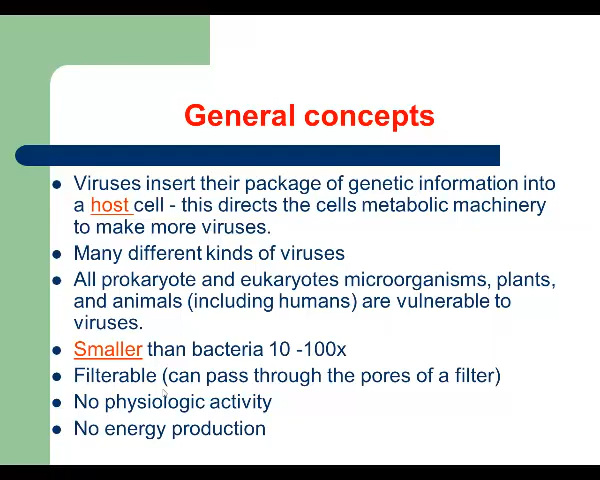 General concepts
Viruses insert their package of genetic information into
a host cell - this directs the cells metabolic machinery
to make more viruses.
Many different kinds of viruses
All prokaryote and eukaryotes microorganisms, plants,
and animals (including humans) are vulnerable to
viruses.
Smaller than bacteria 10 -100x
Filterable (can pass through the pores of a filter)
No physiologic activity
No energy production